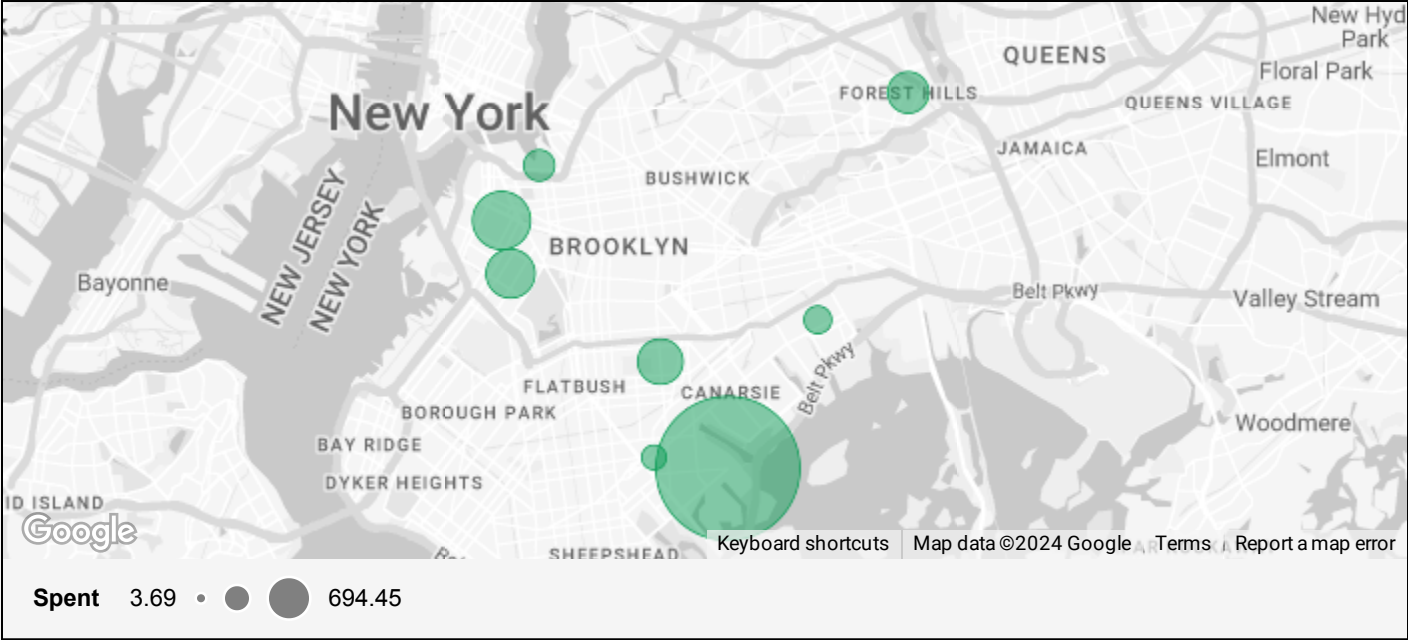 New Hyd
Park
QUEENS
Floral Park
FOREST HILLS
QUEENS VILLAGE
New York
JAMAICA
Elmont
BUSHWICK
NEW JERSEY
NEW YORK
BROOKLYN
Bayonne
Belt Pkwy
Valley Stream
Belt Pkwy
FLATBUSH
CANARSIE
BOROUGH PARK
Woodmere
BAY RIDGE
DYKER HEIGHTS
ID ISLAND
Google
SHEEPSHEAD
Keyboard shortcuts Map data ©2024 Google Terms Report a map error
Spent 3.69 694.45